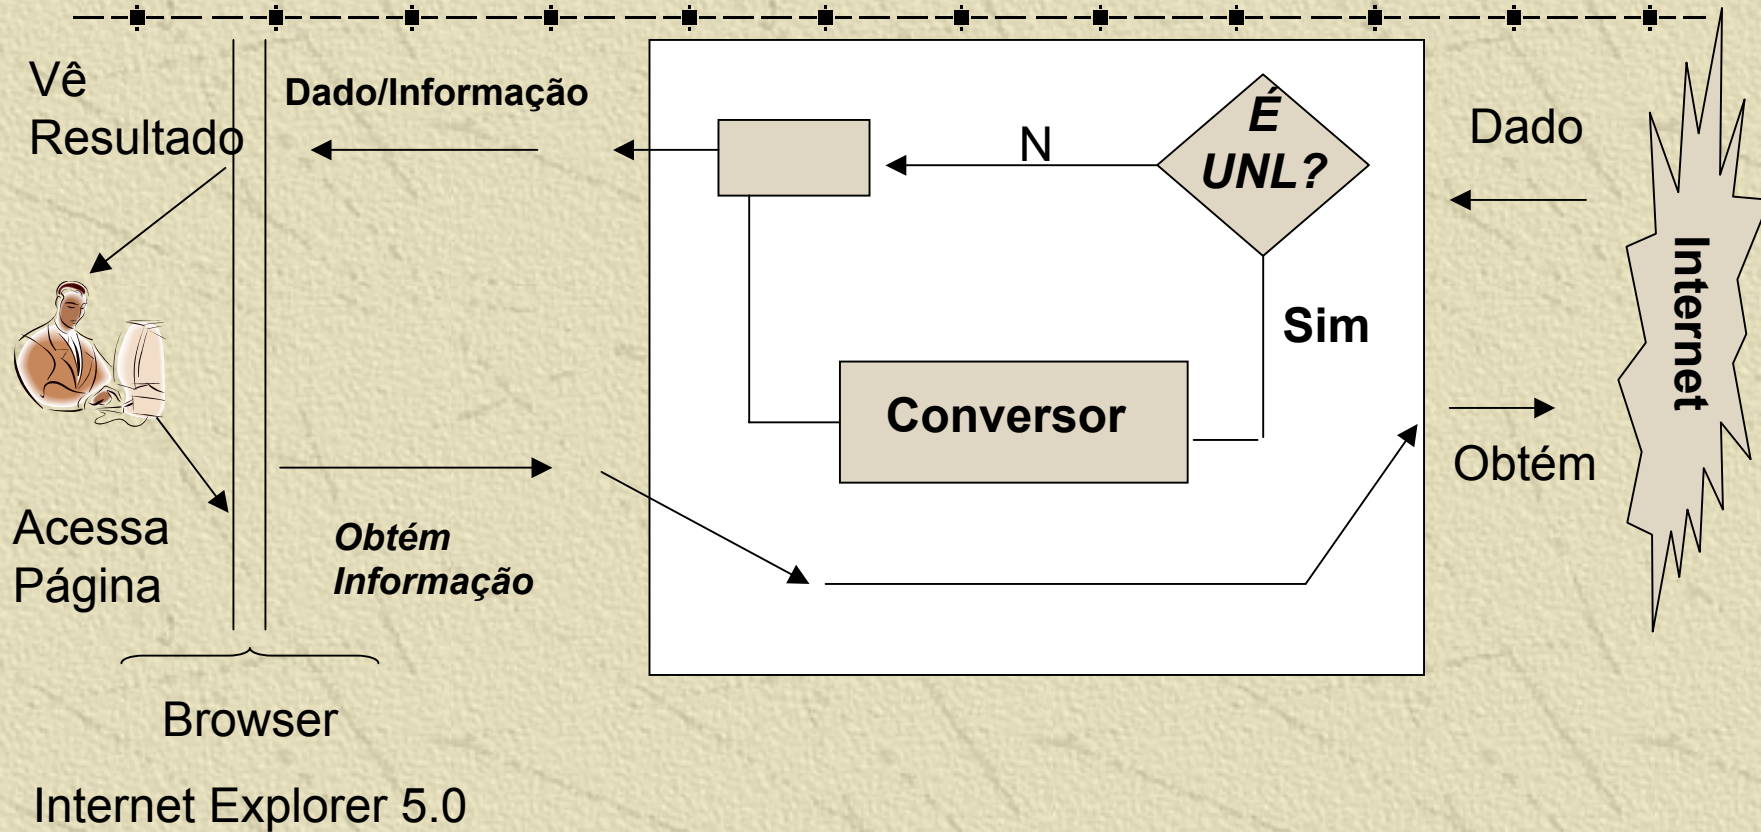 Vê
Resultado
Dado/Informação
N
É
UNL?
Dado
Internet
Sim
Conversor
Obtém
Acessa
Página
Obtém
Informação
Browser
Internet Explorer 5.0